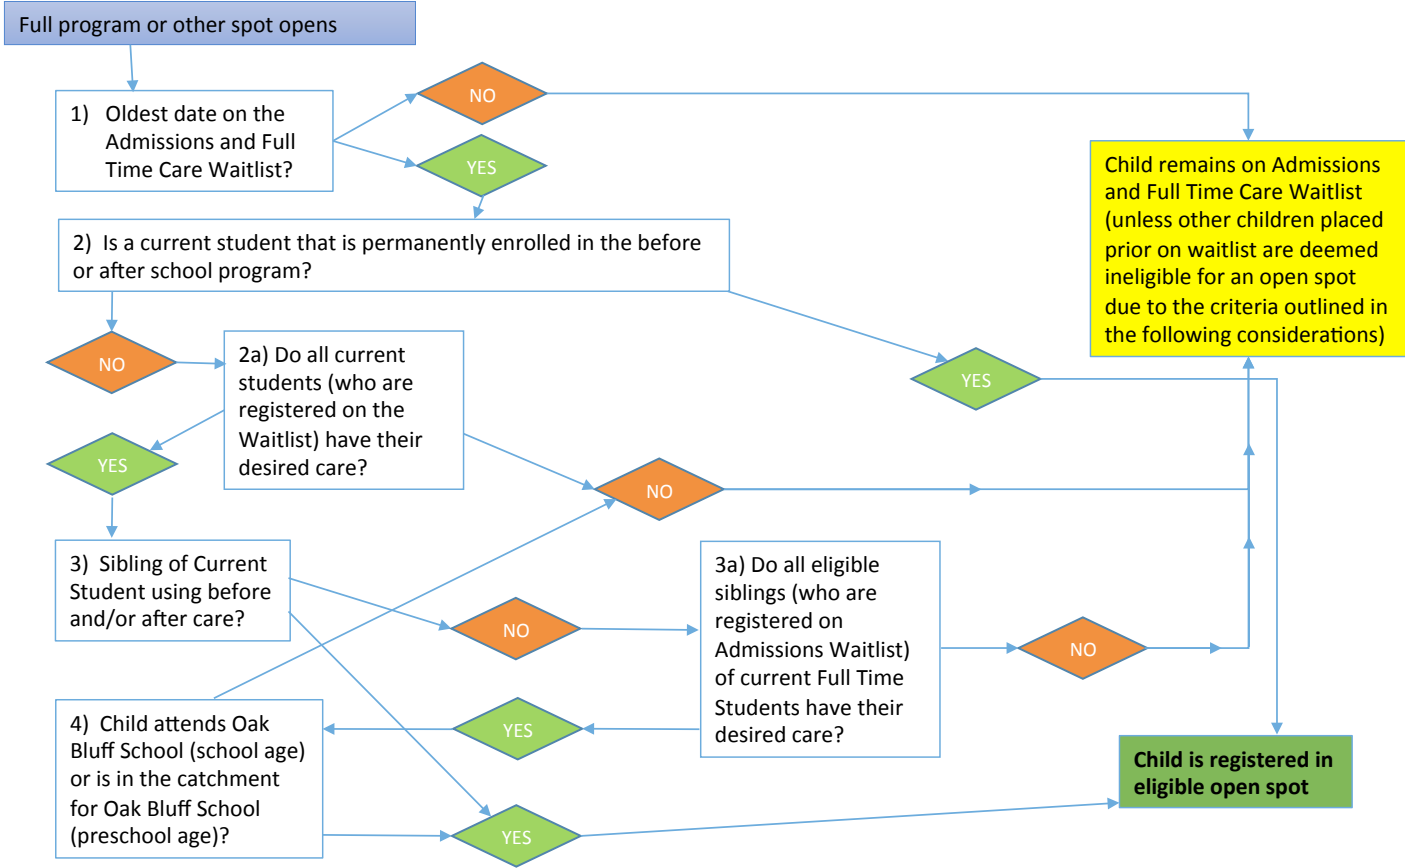 Full program or other spot opens
1) Oldest date on the
Admissions and Full
Time Care Waitlist?
NO
YES
Child remains on Admissions
and Full Time Care Waitlist
(unless other children placed
prior on waitlist are deemed
ineligible for an open spot
due to the criteria outlined in
the following considerations)
2) Is a current student that is permanently enrolled in the before
or after school program?
NO
2a) Do all current
students (who are
registered on the
Waitlist) have their
desired care?
YES
YES
NO
3) Sibling of Current
Student using before
and/or after care?
NO
3a) Do all eligible
siblings (who are
registered on
Admissions Waitlist)
of current Full Time
Students have their
desired care?
NO
YES
4) Child attends Oak
Bluff School (school age)
or is in the catchment
for Oak Bluff School
(preschool age)?
YES
Child is registered in
eligible open spot